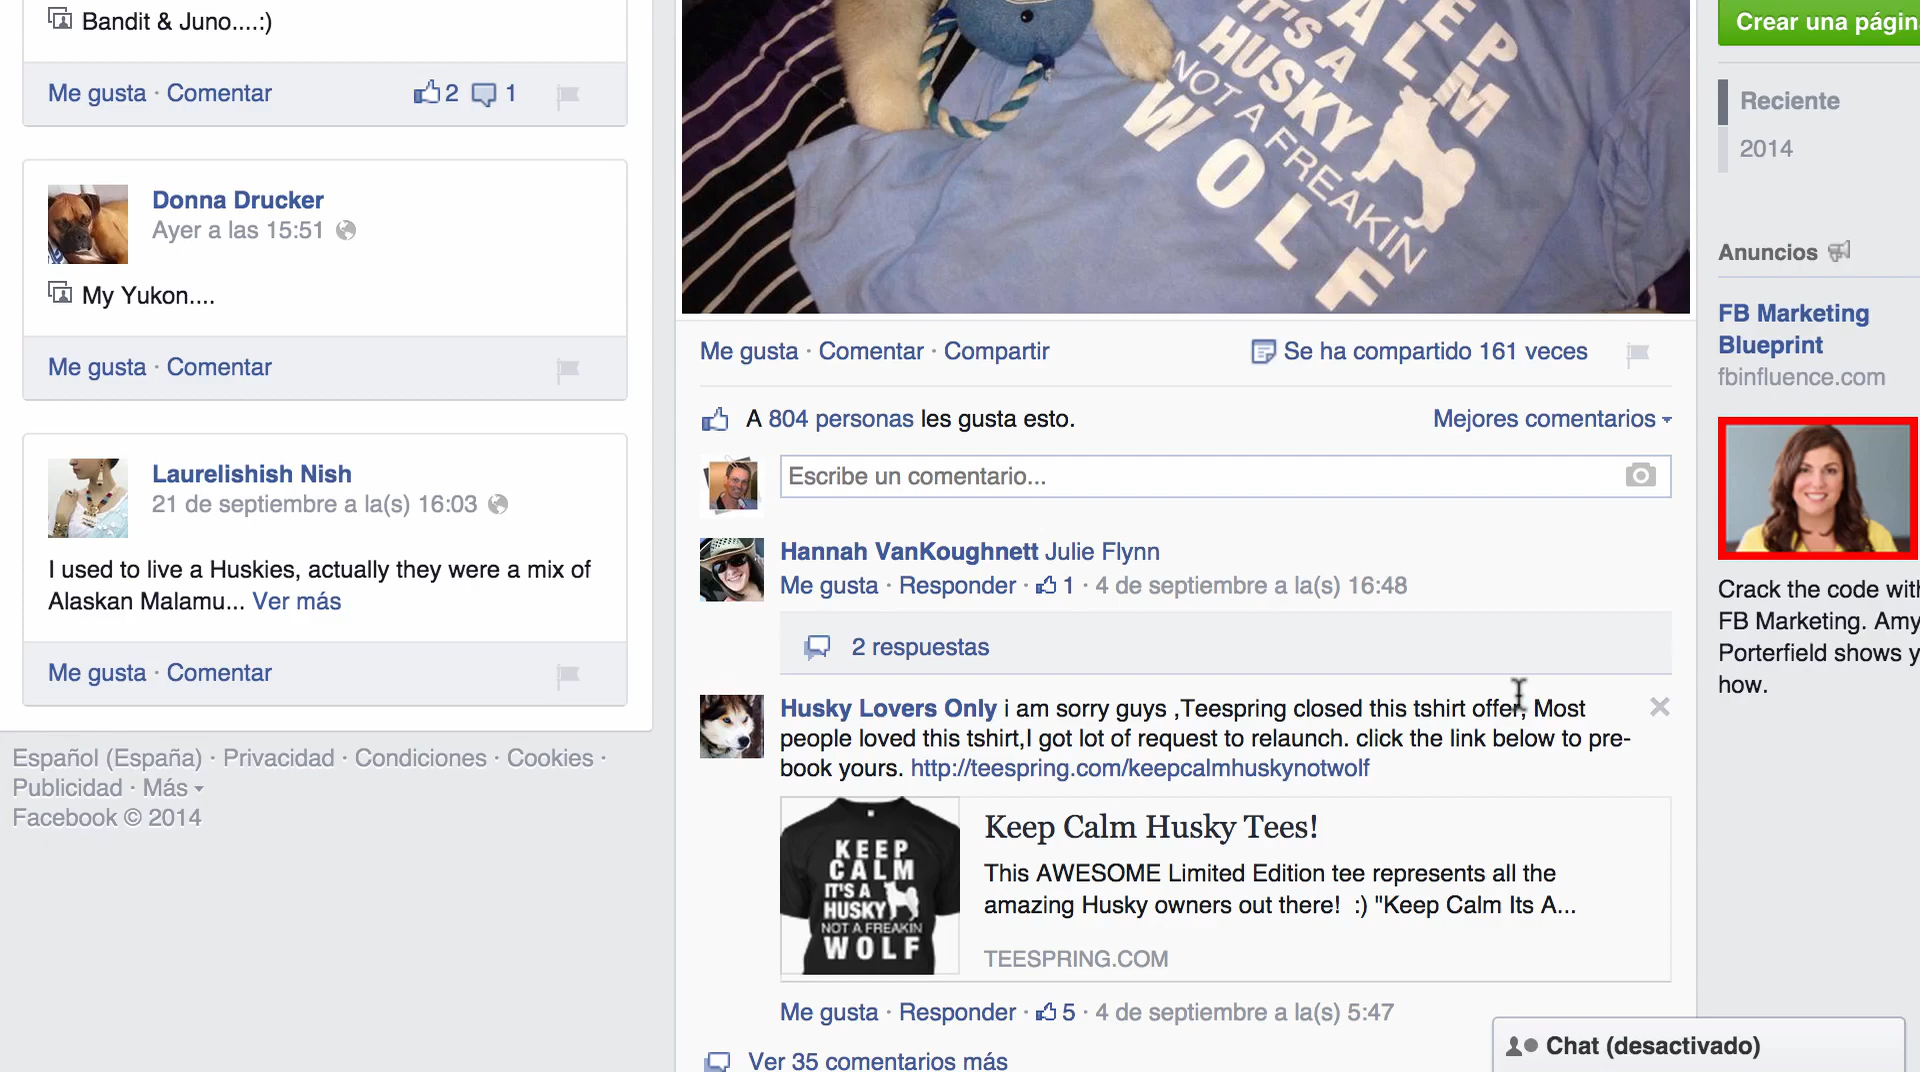 Bandit & Juno....:)
Me gusta · Comentar 2 1
Donna Drucker
Ayer a las 15:51
My Yukon....
Me gusta · Comentar
Laurelishish Nish
21 de septiembre a la(s) 16:03
I used to live a Huskies, actually they were a mix of
Alaskan Malamu... Ver más
Me gusta · Comentar
Español (España) · Privacidad · Condiciones · Cookies ·
Publicidad · Más
Facebook © 2014
CALM
IT'S A
HUSKY
NOT A FREAKIN
WOLF
Me gusta · Comentar · Compartir Se ha compartido 161 veces
A 804 personas les gusta esto. Mejores comentarios
Escribe un comentario...
Hannah VanKoughnett Julie Flynn
Me gusta · Responder · 1 · 4 de septiembre a la(s) 16:48
2 respuestas
Husky Lovers Only i am sorry guys ,Teespring closed this tshirt offer, Most
people loved this tshirt,I got lot of request to relaunch. click the link below to pre-
book yours. http://teespring.com/keepcalmhuskynotwolf
KEEP
CALM
IT'S A
HUSKY
NOT A FREAKIN
WOLF
Keep Calm Husky Tees!
This AWESOME Limited Edition tee represents all the
amazing Husky owners out there! :) "Keep Calm Its A...
TEESPRING.COM
Me gusta · Responder · 5 · 4 de septiembre a la(s) 5:47
Ver 35 comentarios más
Crear una págin
Reciente
2014
Anuncios
FB Marketing
Blueprint
fbinfluence.com
Crack the code with
FB Marketing. Amy
Porterfield shows y
how.
Chat (desactivado)